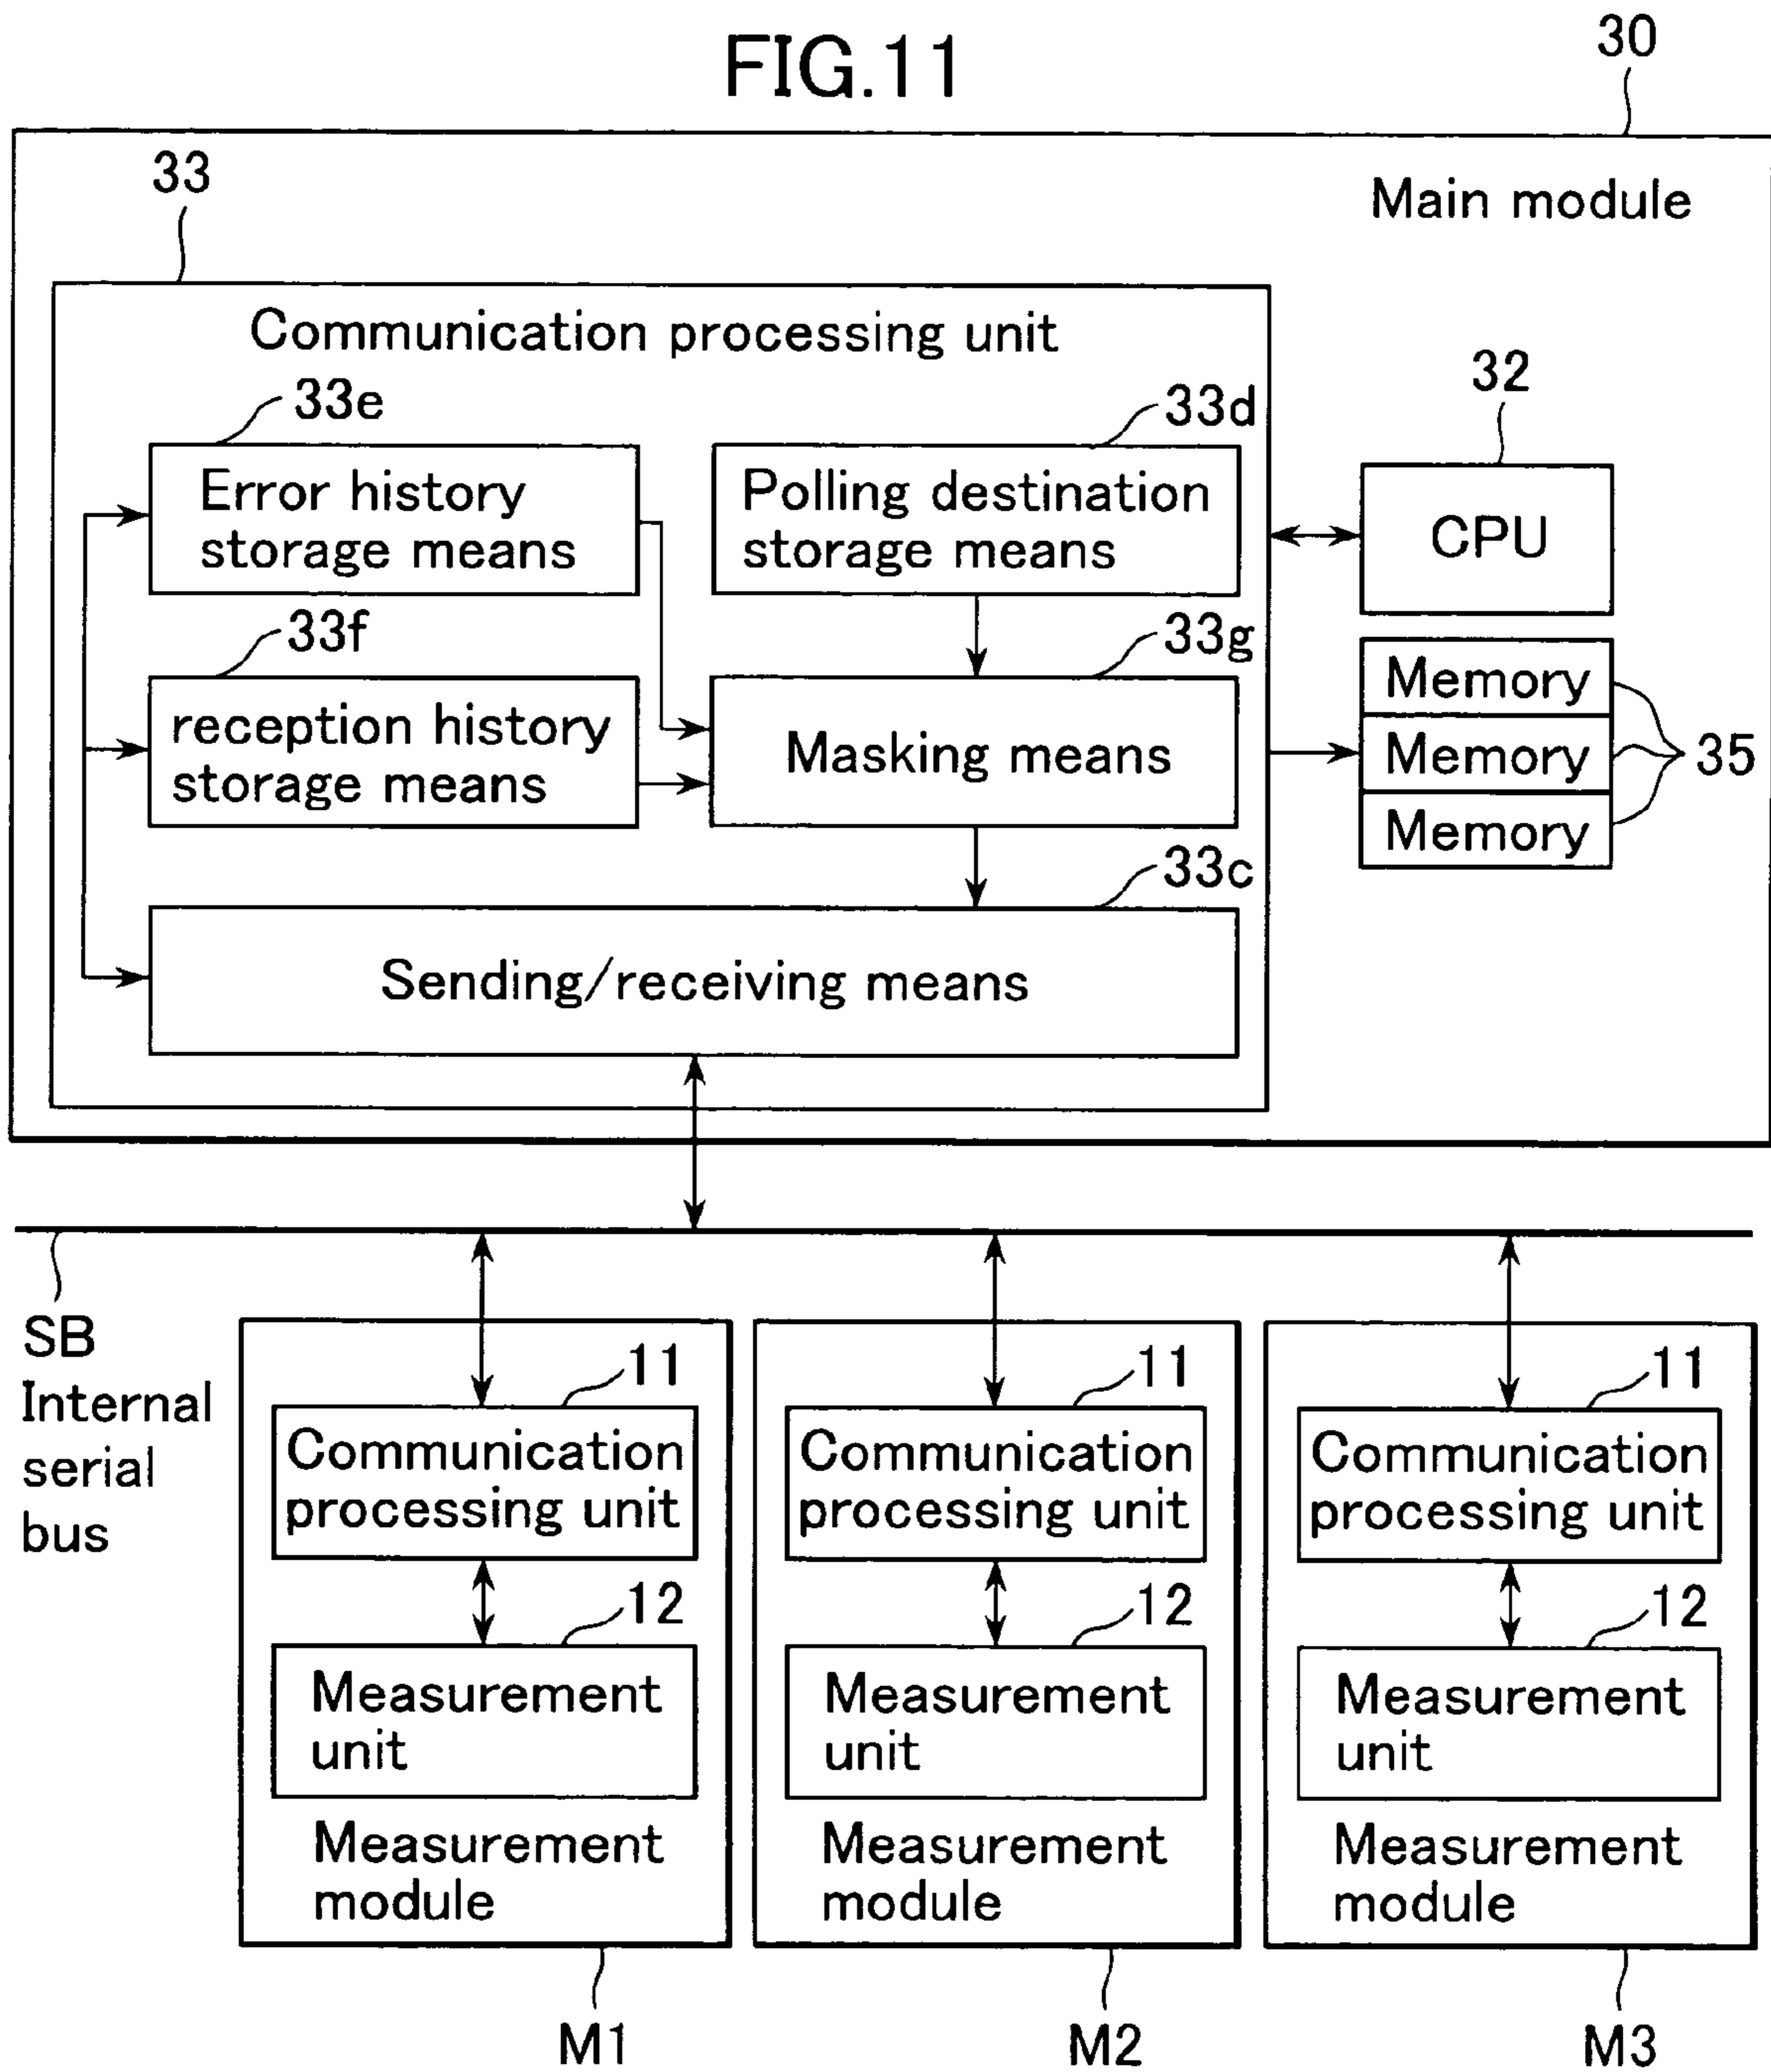 FIG.11
30
33
Main module
Communication processing unit
33e
33d
32
Error history
storage means
Polling destination
storage means
CPU
33f
33g
reception history
storage means
Masking means
Memory
Memory
Memory
35
33c
Sending/receiving means
SB
Internal
serial
bus
11
Communication
processing unit
12
Measurement
unit
Measurement
module
M1
11
Communication
processing unit
12
Measurement
unit
Measurement
module
M2
11
Communication
processing unit
12
Measurement
unit
Measurement
module
M3